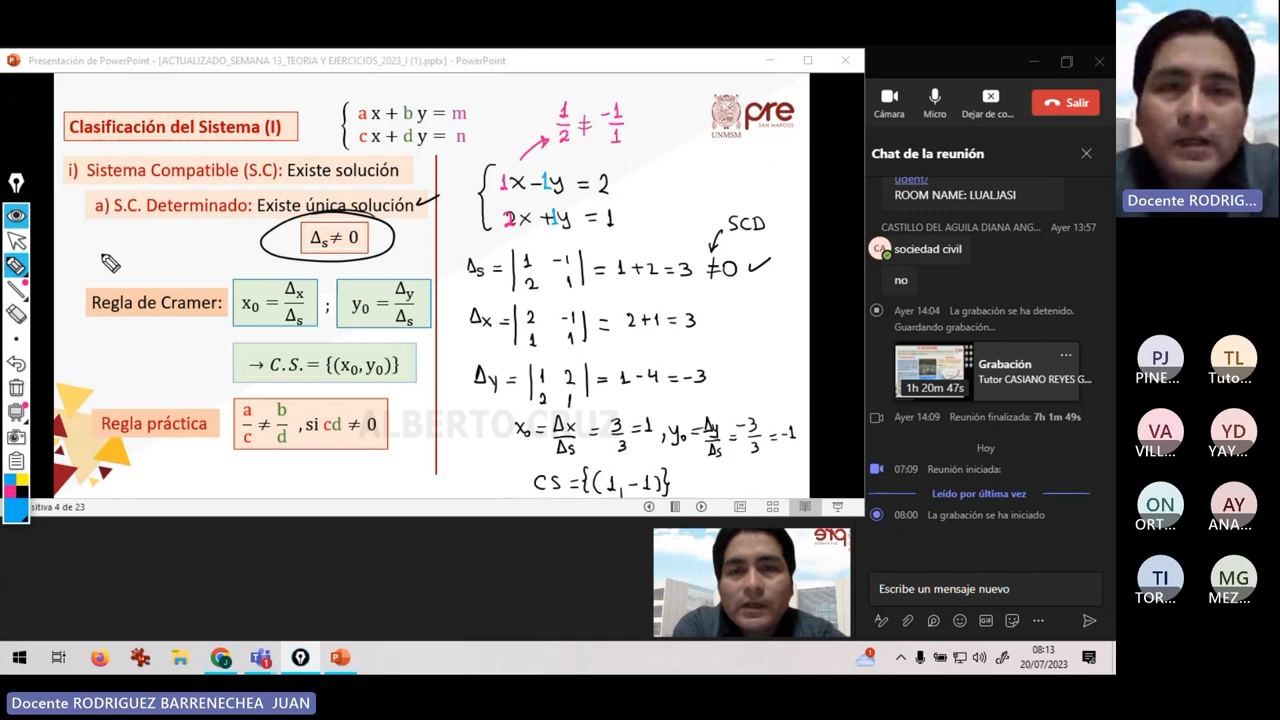 Presentación de PowerPoint - [ACTUALIZADO_SEMANA 13_TEORIA Y EJERCICIOS_2023_I (1).pptx] - PowerPoint
Clasificación del Sistema (I)
a x + b y = m
c x + d y = n
1/2 ≠ -1/1
UNMSM
pre
SAN MARCOS
i) Sistema Compatible (S.C): Existe solución
a) S.C. Determinado: Existe única solución
Δs ≠ 0
Regla de Cramer:
x0 = Δx/Δs ; y0 = Δy/Δs
→ C.S. = {(x0, y0)}
Regla práctica
a/c ≠ b/d , si cd ≠ 0
1x - 1y = 2
2x + 1y = 1
SCD
Δs = | 1 -1 |
| 2 1 | = 1+2 = 3 ≠ 0 ✓
Δx = | 2 -1 |
| 1 1 | = 2+1 = 3
Δy = | 1 2 |
| 2 1 | = 1-4 = -3
ALBERTO CRUZ
x0 = Δx/Δs = 3/3 = 1 , y0 = Δy/Δs = -3/3 = -1
CS = {(1, -1)}
sitiva 4 de 23
Cámara
Micro
Dejar de co...
Salir
Chat de la reunión
udent/
ROOM NAME: LUALJASI
CASTILLO DEL AGUILA DIANA ANG... Ayer 13:57
CA
sociedad civil
no
Ayer 14:04 La grabación se ha detenido.
Guardando grabación...
Grabación
Tutor CASIANO REYES G...
1h 20m 47s
Ayer 14:09 Reunión finalizada: 7h 1m 49s
Hoy
07:09 Reunión iniciada:
Leído por última vez
08:00 La grabación se ha iniciado
Escribe un mensaje nuevo
GIF
pre
08:13
20/07/2023
Docente RODRIG...
PJ
PINE...
TL
Tuto...
VA
VILL...
YD
YAY...
ON
ORT...
AY
ANA...
TI
TOR...
MG
MEZ...
Docente RODRIGUEZ BARRENECHEA JUAN